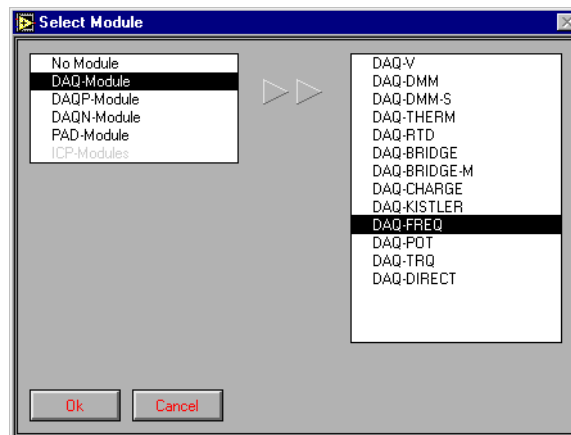 Select Module
No Module
DAQ-Module
DAQP-Module
DAQN-Module
PAD-Module
ICP-Modules
DAQ-V
DAQ-DMM
DAQ-DMM-S
DAQ-THERM
DAQ-RTD
DAQ-BRIDGE
DAQ-BRIDGE-M
DAQ-CHARGE
DAQ-KISTLER
DAQ-FREQ
DAQ-POT
DAQ-TRQ
DAQ-DIRECT
Ok
Cancel